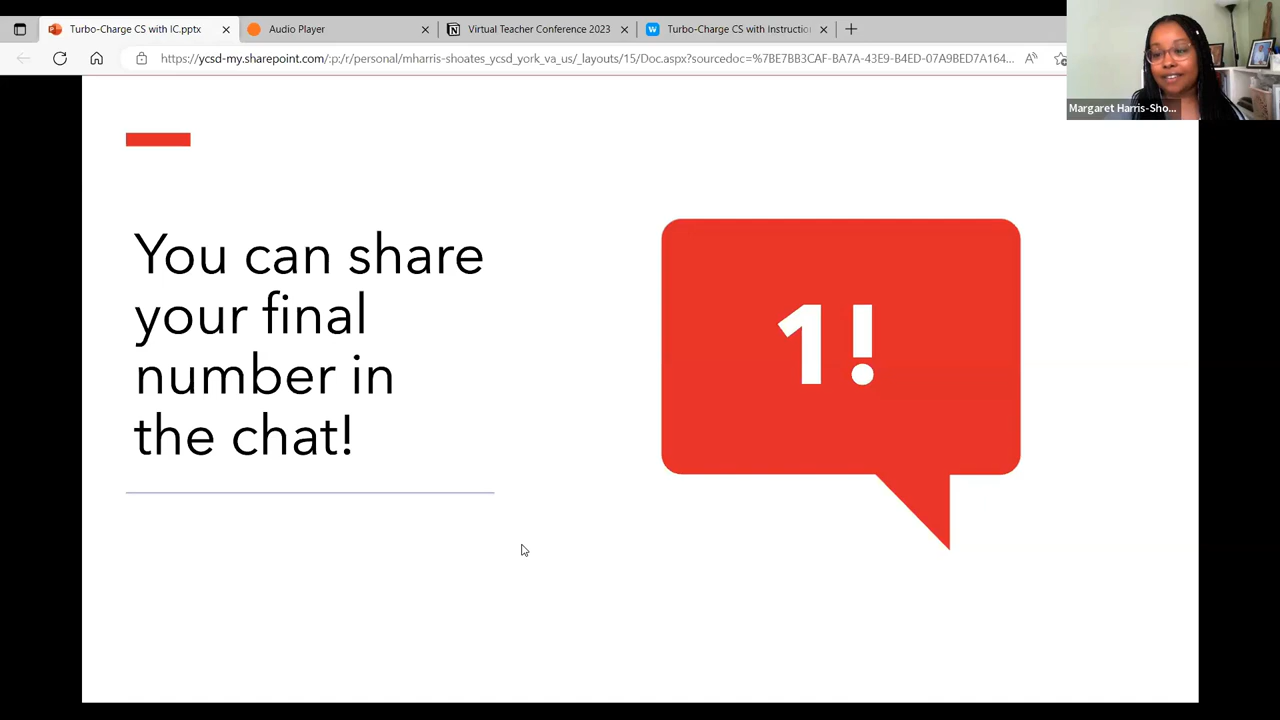 Turbo-Charge CS with IC.pptx
Audio Player
Virtual Teacher Conference 2023
Turbo-Charge CS with Instructio
https://ycsd-my.sharepoint.com/:p:/r/personal/mharris-shoates_ycsd_york_va_us/_layouts/15/Doc.aspx?sourcedoc=%7BE7BB3CAF-BA7A-43E9-B4ED-07A9BED7A164...
Margaret Harris-Sho...
You can share
your final
number in
the chat!
1!